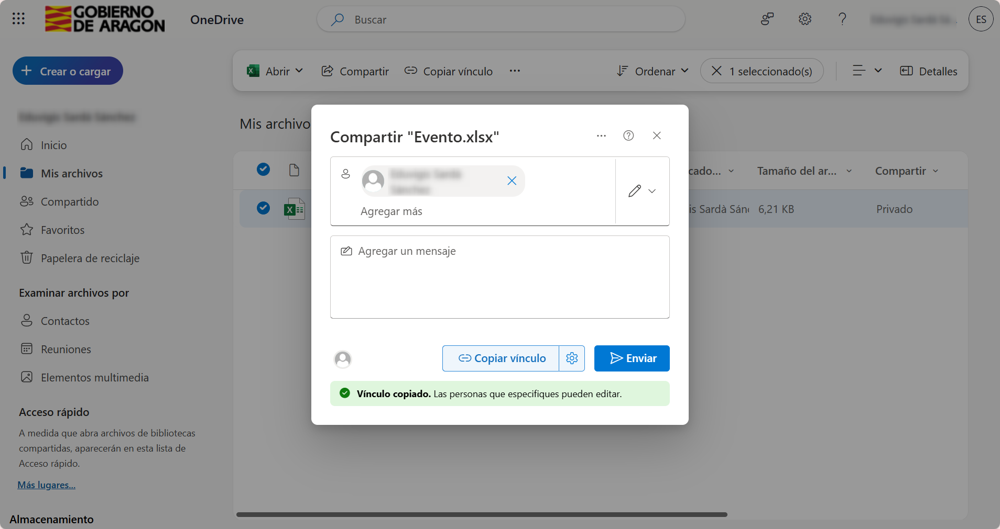 GOBIERNO
DE ARAGON
OneDrive
Buscar
ES
Crear o cargar
Abrir
Compartir
Copiar vínculo
Ordenar
1 seleccionado(s)
Detalles
Inicio
Mis archivos
Compartido
Favoritos
Papelera de reciclaje
Examinar archivos por
Contactos
Reuniones
Elementos multimedia
Acceso rápido
A medida que abra archivos de bibliotecas
compartidas, aparecerán en esta lista de
Acceso rápido.
Más lugares...
Almacenamiento
Mis archivo
cado...
Tamaño del ar...
Compartir
is Sardà Sán
6,21 KB
Privado
Compartir "Evento.xlsx"
Agregar más
Agregar un mensaje
Copiar vínculo
Enviar
Vínculo copiado. Las personas que especifiques pueden editar.